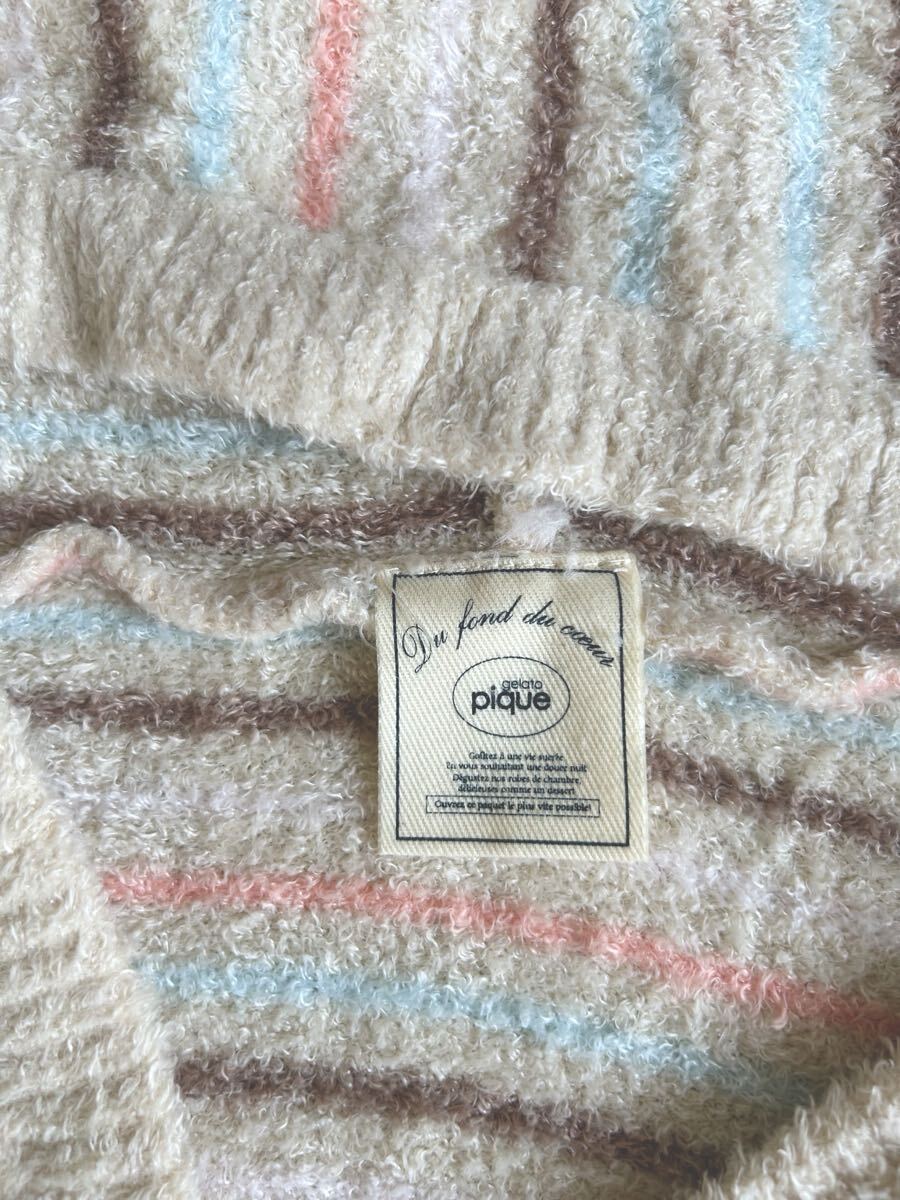 Du fond du cœur
gelato
pique
Goûtez à une vie sucrée
En vous souhaitant une douce nuit
Dégustez nos robes de chambre,
délicieuses comme un dessert
Ouvrez ce paquet le plus vite possible!